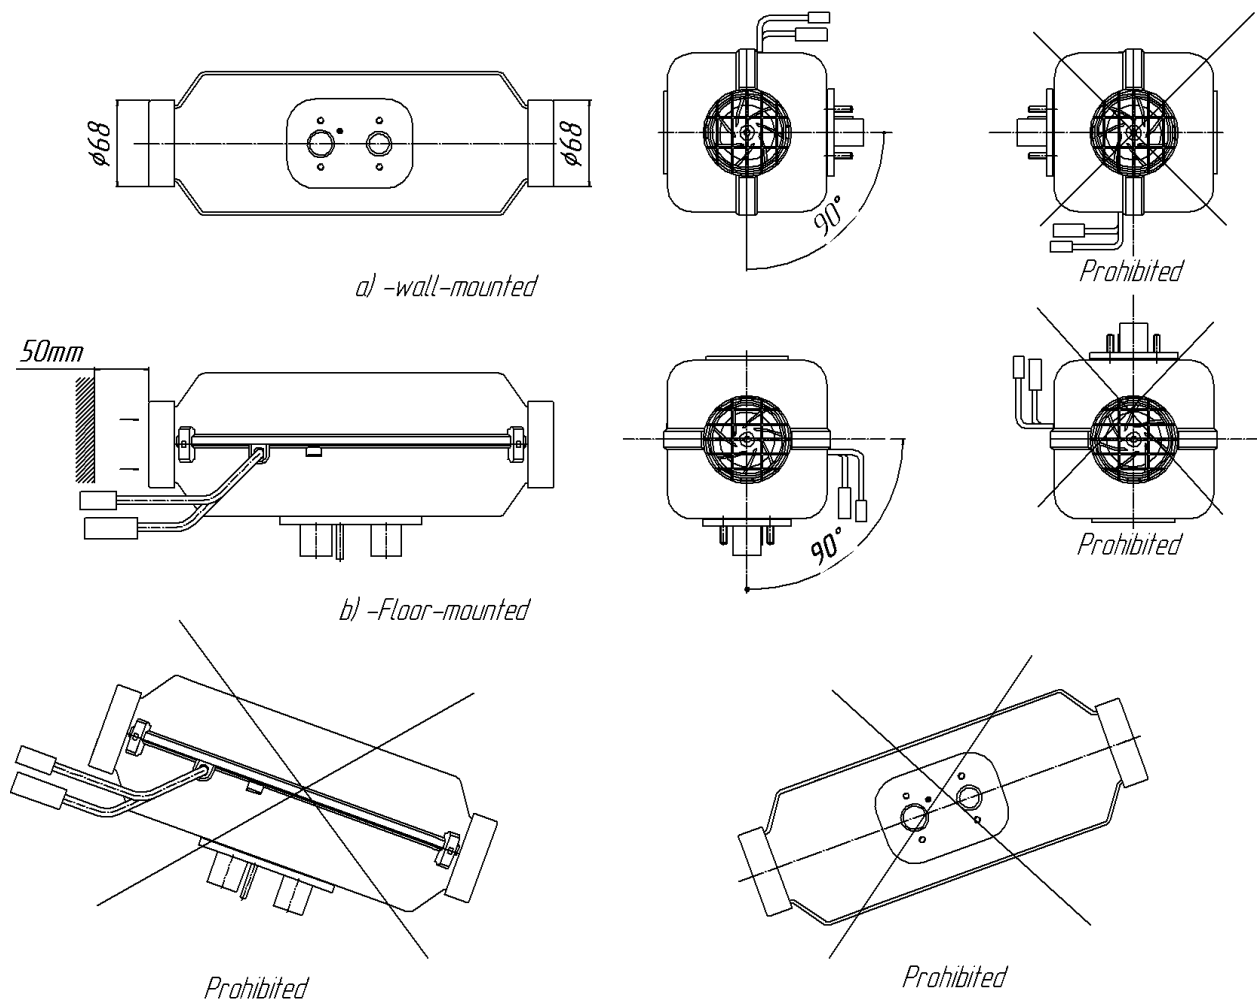 ϕ68
ϕ68
90°
a) -wall-mounted
Prohibited
50mm
90°
Prohibited
b) -Floor-mounted
Prohibited
Prohibited